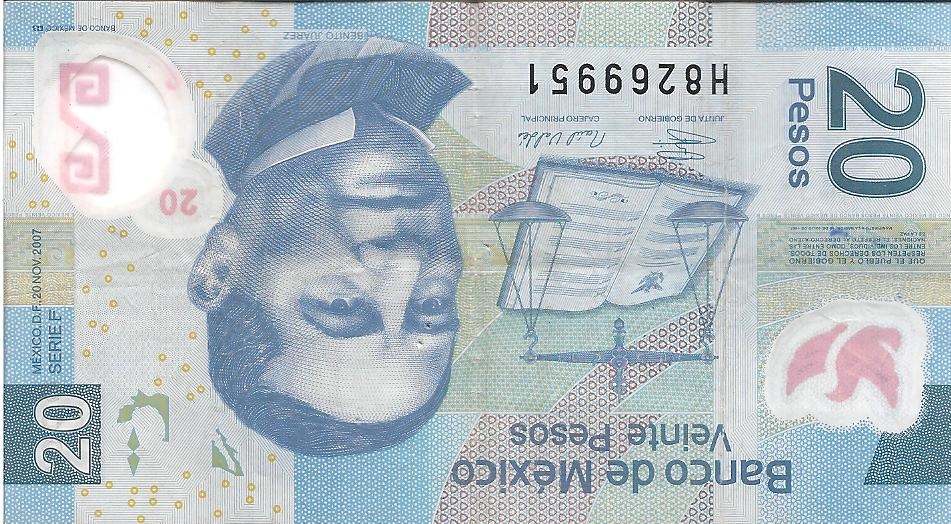 Banco de México
Veinte Pesos
20
QUE EL PUEBLO Y EL GOBIERNO
RESPETEN LOS DERECHOS DE TODOS.
ENTRE LOS INDIVIDUOS, COMO ENTRE LAS
NACIONES, EL RESPETO AL DERECHO AJENO
ES LA PAZ
20
Pesos
JUNTA DE GOBIERNO
CAJERO PRINCIPAL
H8269951
MEXICO, D.F. 20 NOV. 2007
SERIE F
20
BENITO JUÁREZ
BANCO DE MÉXICO